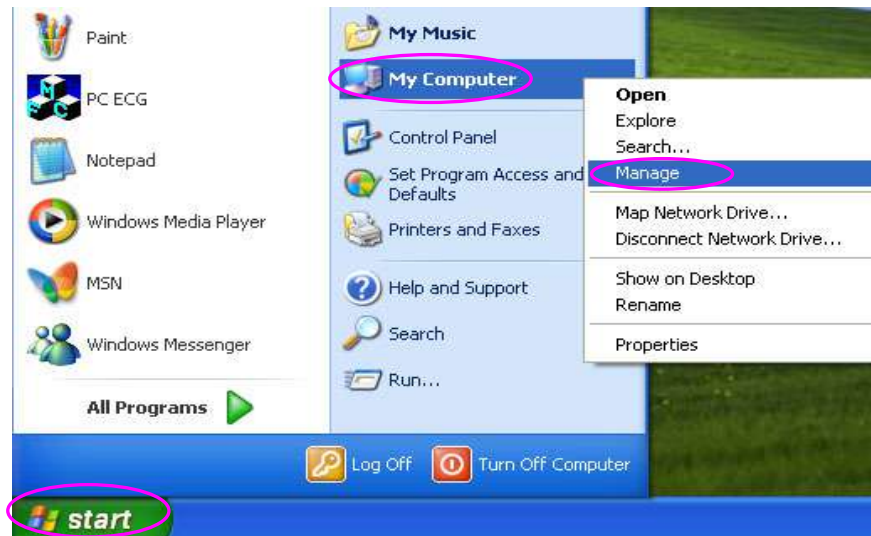 Paint
PC ECG
Notepad
Windows Media Player
MSN
Windows Messenger
All Programs
My Music
My Computer
Control Panel
Set Program Access and
Defaults
Printers and Faxes
Help and Support
Search
Run...
Open
Explore
Search...
Manage
Map Network Drive...
Disconnect Network Drive...
Show on Desktop
Rename
Properties
Log Off
Turn Off Computer
start